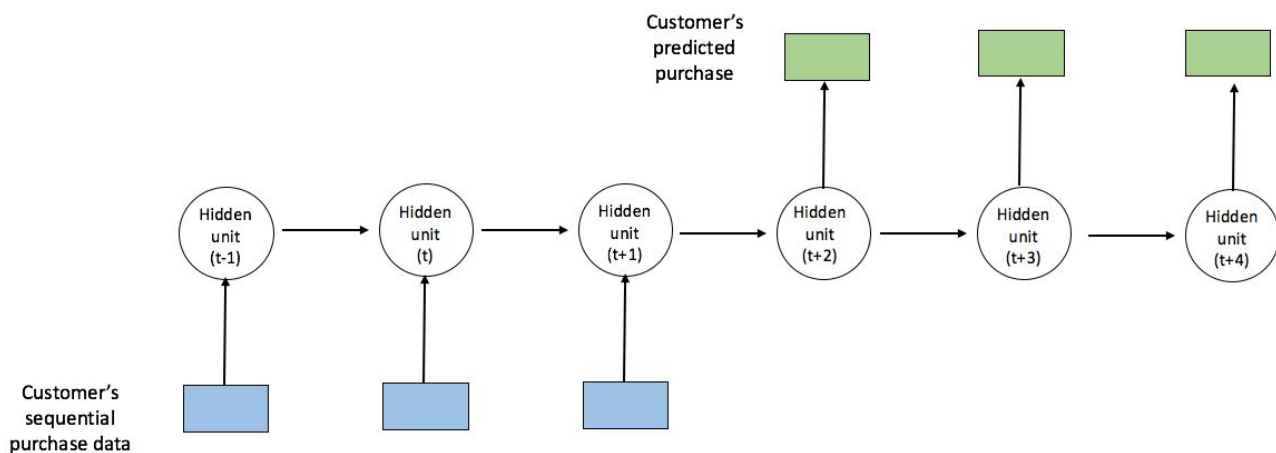 Customer's
predicted
purchase
Hidden
unit
(t-1)
Hidden
unit
(t)
Hidden
unit
(t+1)
Hidden
unit
(t+2)
Hidden
unit
(t+3)
Hidden
unit
(t+4)
Customer's
sequential
purchase data